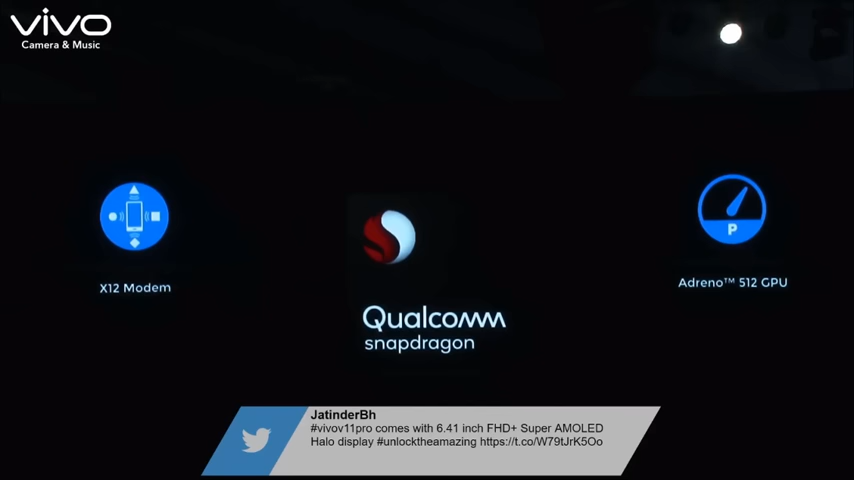 vivo
Camera & Music
X12 Modem
Qualcomm
snapdragon
P
Adreno™ 512 GPU
JatinderBh
#vivov11pro comes with 6.41 inch FHD+ Super AMOLED
Halo display #unlocktheamazing https://t.co/W79tJrK5Oo